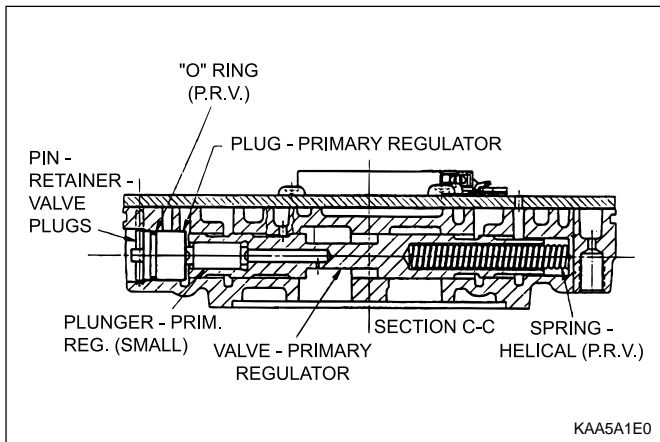 "O" RING
(P.R.V.)
PLUG - PRIMARY REGULATOR
PIN -
RETAINER -
VALVE
PLUGS
PLUNGER - PRIM.
REG. (SMALL)
VALVE - PRIMARY
REGULATOR
SECTION C-C
SPRING -
HELICAL (P.R.V.)
KAA5A1E0